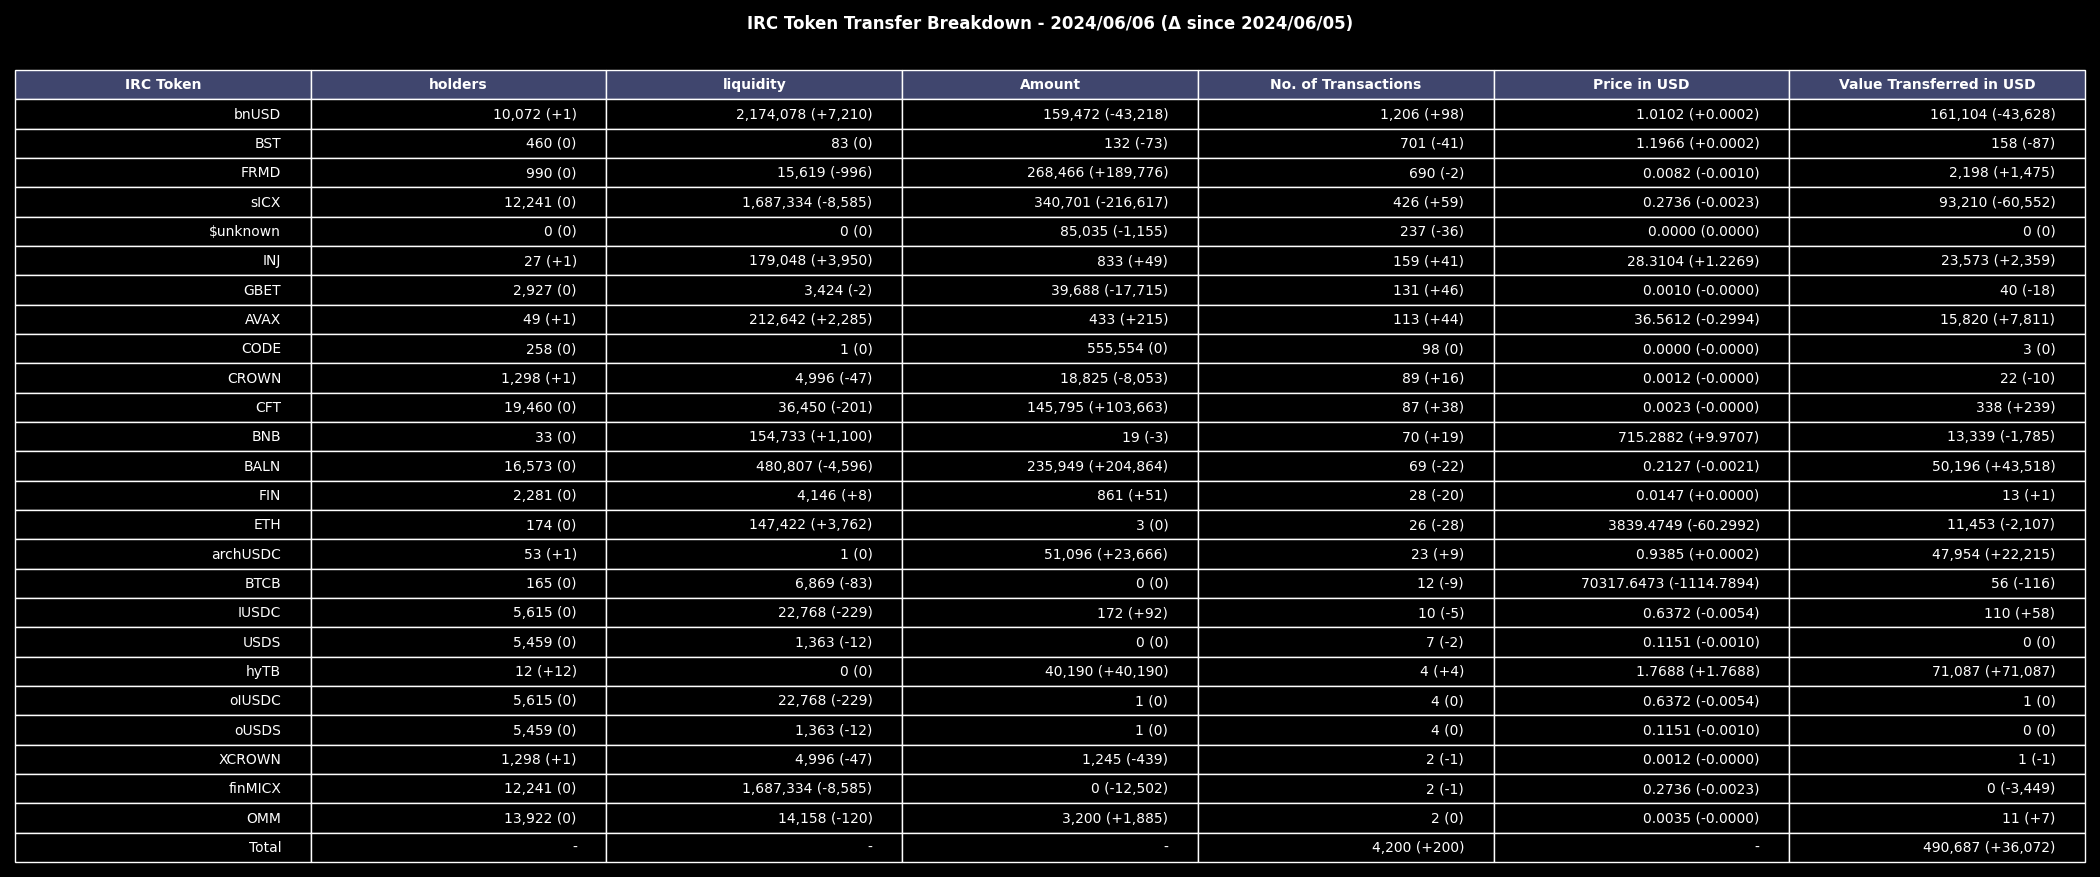 IRC Token Transfer Breakdown - 2024/06/06 (Δ since 2024/06/05)
IRC Token holders liquidity Amount No. of Transactions Price in USD Value Transferred in USD
bnUSD 10,072 (+1) 2,174,078 (+7,210) 159,472 (-43,218) 1,206 (+98) 1.0102 (+0.0002) 161,104 (-43,628)
BST 460 (0) 83 (0) 132 (-73) 701 (-41) 1.1966 (+0.0002) 158 (-87)
FRMD 990 (0) 15,619 (-996) 268,466 (+189,776) 690 (-2) 0.0082 (-0.0010) 2,198 (+1,475)
sICX 12,241 (0) 1,687,334 (-8,585) 340,701 (-216,617) 426 (+59) 0.2736 (-0.0023) 93,210 (-60,552)
$unknown 0 (0) 0 (0) 85,035 (-1,155) 237 (-36) 0.0000 (0.0000) 0 (0)
INJ 27 (+1) 179,048 (+3,950) 833 (+49) 159 (+41) 28.3104 (+1.2269) 23,573 (+2,359)
GBET 2,927 (0) 3,424 (-2) 39,688 (-17,715) 131 (+46) 0.0010 (-0.0000) 40 (-18)
AVAX 49 (+1) 212,642 (+2,285) 433 (+215) 113 (+44) 36.5612 (-0.2994) 15,820 (+7,811)
CODE 258 (0) 1 (0) 555,554 (0) 98 (0) 0.0000 (-0.0000) 3 (0)
CROWN 1,298 (+1) 4,996 (-47) 18,825 (-8,053) 89 (+16) 0.0012 (-0.0000) 22 (-10)
CFT 19,460 (0) 36,450 (-201) 145,795 (+103,663) 87 (+38) 0.0023 (-0.0000) 338 (+239)
BNB 33 (0) 154,733 (+1,100) 19 (-3) 70 (+19) 715.2882 (+9.9707) 13,339 (-1,785)
BALN 16,573 (0) 480,807 (-4,596) 235,949 (+204,864) 69 (-22) 0.2127 (-0.0021) 50,196 (+43,518)
FIN 2,281 (0) 4,146 (+8) 861 (+51) 28 (-20) 0.0147 (+0.0000) 13 (+1)
ETH 174 (0) 147,422 (+3,762) 3 (0) 26 (-28) 3839.4749 (-60.2992) 11,453 (-2,107)
archUSDC 53 (+1) 1 (0) 51,096 (+23,666) 23 (+9) 0.9385 (+0.0002) 47,954 (+22,215)
BTCB 165 (0) 6,869 (-83) 0 (0) 12 (-9) 70317.6473 (-1114.7894) 56 (-116)
IUSDC 5,615 (0) 22,768 (-229) 172 (+92) 10 (-5) 0.6372 (-0.0054) 110 (+58)
USDS 5,459 (0) 1,363 (-12) 0 (0) 7 (-2) 0.1151 (-0.0010) 0 (0)
hyTB 12 (+12) 0 (0) 40,190 (+40,190) 4 (+4) 1.7688 (+1.7688) 71,087 (+71,087)
oIUSDC 5,615 (0) 22,768 (-229) 1 (0) 4 (0) 0.6372 (-0.0054) 1 (0)
oUSDS 5,459 (0) 1,363 (-12) 1 (0) 4 (0) 0.1151 (-0.0010) 0 (0)
XCROWN 1,298 (+1) 4,996 (-47) 1,245 (-439) 2 (-1) 0.0012 (-0.0000) 1 (-1)
finMICX 12,241 (0) 1,687,334 (-8,585) 0 (-12,502) 2 (-1) 0.2736 (-0.0023) 0 (-3,449)
OMM 13,922 (0) 14,158 (-120) 3,200 (+1,885) 2 (0) 0.0035 (-0.0000) 11 (+7)
Total - - - 4,200 (+200) - 490,687 (+36,072)